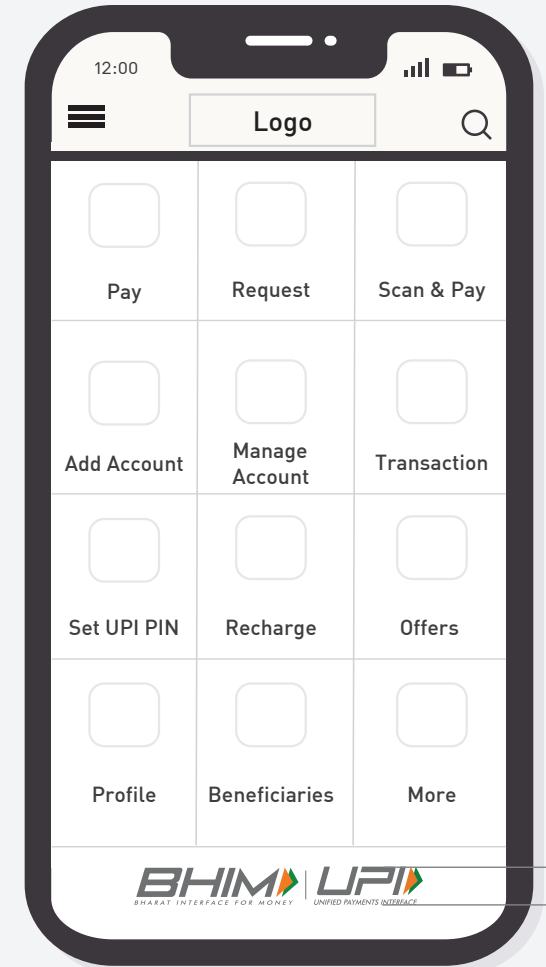 12:00
Logo
Pay
Request
Scan & Pay
Add Account
Manage
Account
Transaction
Set UPI PIN
Recharge
Offers
Profile
Beneficiaries
More
BHIM UPI
BHARAT INTERFACE FOR MONEY UNIFIED PAYMENTS INTERFACE